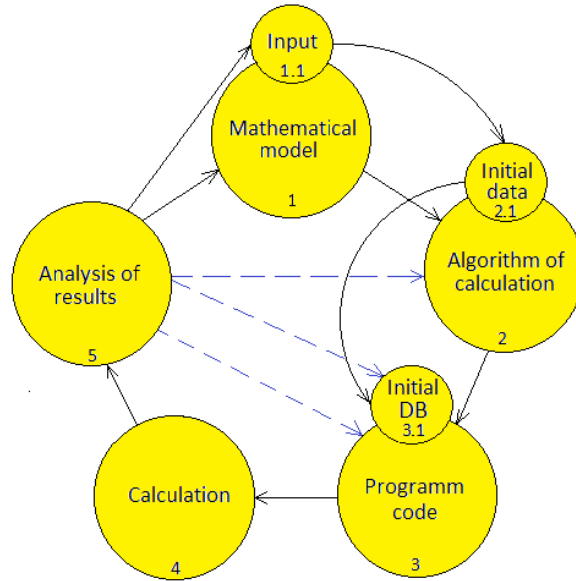 Input
1.1
Mathematical
model
1
Initial
data
2.1
Algorithm of
calculation
2
Initial
DB
3.1
Programm
code
3
Calculation
4
Analysis of
results
5